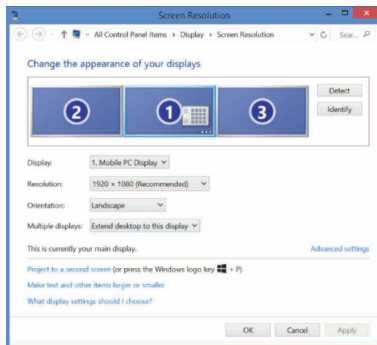 Screen Resolution
All Control Panel Items Display Screen Resolution Sear...
Change the appearance of your displays
2 1 3
Detect
Identify
Display: 1. Mobile PC Display
Resolution: 1920 × 1080 (Recommended)
Orientation: Landscape
Multiple displays: Extend desktop to this display
This is currently your main display. Advanced settings
Project to a second screen (or press the Windows logo key + P)
Make text and other items larger or smaller
What display settings should I choose?
OK Cancel Apply